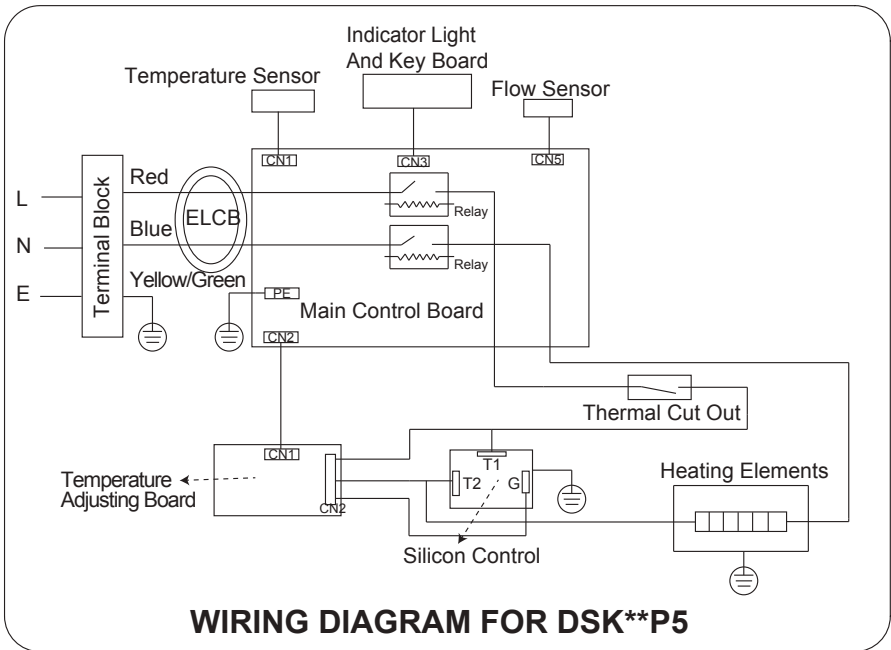 Indicator Light
And Key Board
Temperature Sensor
Flow Sensor
CN1
CN3
CN5
L
N
E
Terminal Block
Red
Blue
Yellow/Green
ELCB
Relay
Relay
PE
Main Control Board
CN2
Thermal Cut Out
CN1
CN2
Temperature
Adjusting Board
T1
T2
G
Silicon Control
Heating Elements
WIRING DIAGRAM FOR DSK**P5